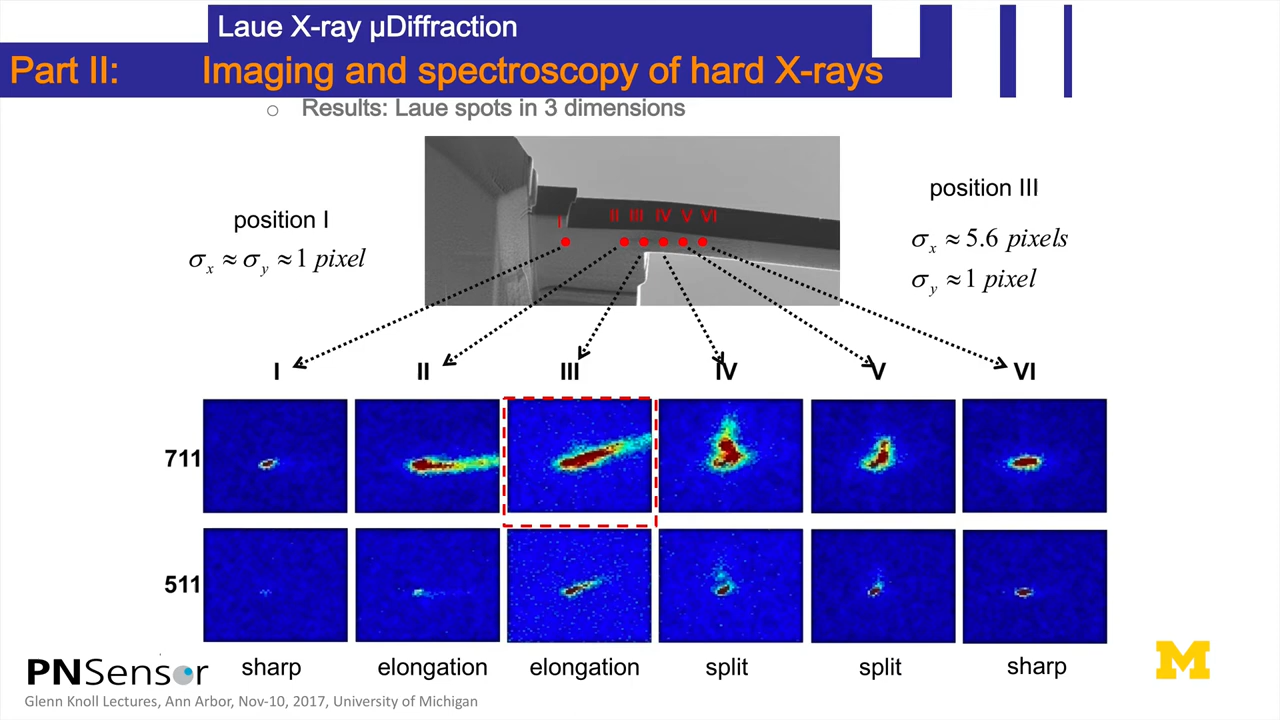 Laue X-ray µDiffraction
Part II: Imaging and spectroscopy of hard X-rays
o Results: Laue spots in 3 dimensions
position I
σx ≈ σy ≈ 1 pixel
position III
σx ≈ 5.6 pixels
σy ≈ 1 pixel
I II III IV V VI
I II III IV V VI
711
511
sharp elongation elongation split split sharp
PNSensor
M
Glenn Knoll Lectures, Ann Arbor, Nov-10, 2017, University of Michigan